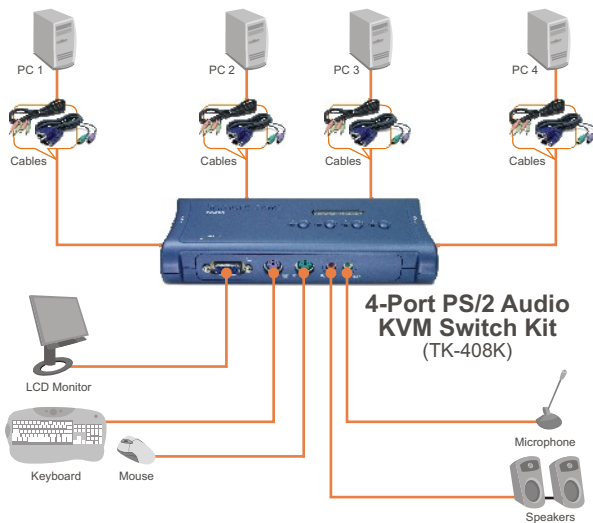 PC 1
PC 2
PC 3
PC 4
Cables
Cables
Cables
Cables
4-Port PS/2 Audio
KVM Switch Kit
(TK-408K)
LCD Monitor
Keyboard
Mouse
Microphone
Speakers